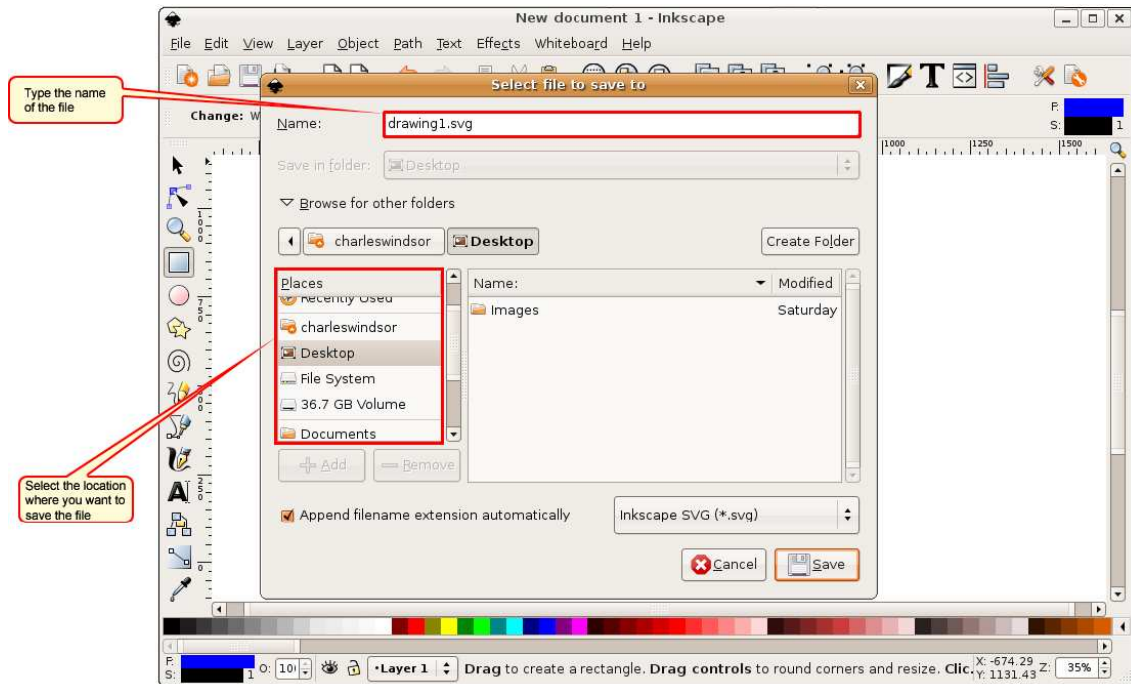 New document 1 - Inkscape
File Edit View Layer Object Path Text Effects Whiteboard Help
Type the name
of the file
Select file to save to
Change: W
F:
S: 1
Name: drawing1.svg
Save in folder: Desktop
1000 1250 1500
Browse for other folders
charleswindsor Desktop Create Folder
Places Name: Modified
Recently Used
Images Saturday
charleswindsor
Desktop
File System
36.7 GB Volume
Documents
Add Remove
Select the location
where you want to
save the file
Append filename extension automatically Inkscape SVG (*.svg)
Cancel Save
F:
S: 1 O: 10 •Layer 1 Drag to create a rectangle. Drag controls to round corners and resize. Clic. X: -674.29 Z: 35%
Y: 1131.43